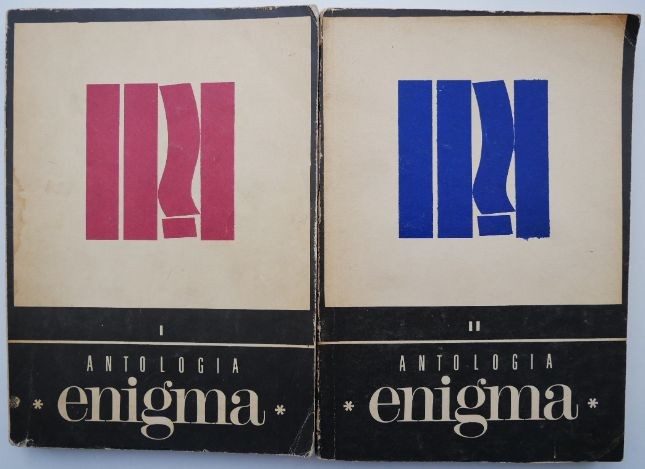 I
ANTOLOGIA
* enigma *
II
ANTOLOGIA
* enigma *